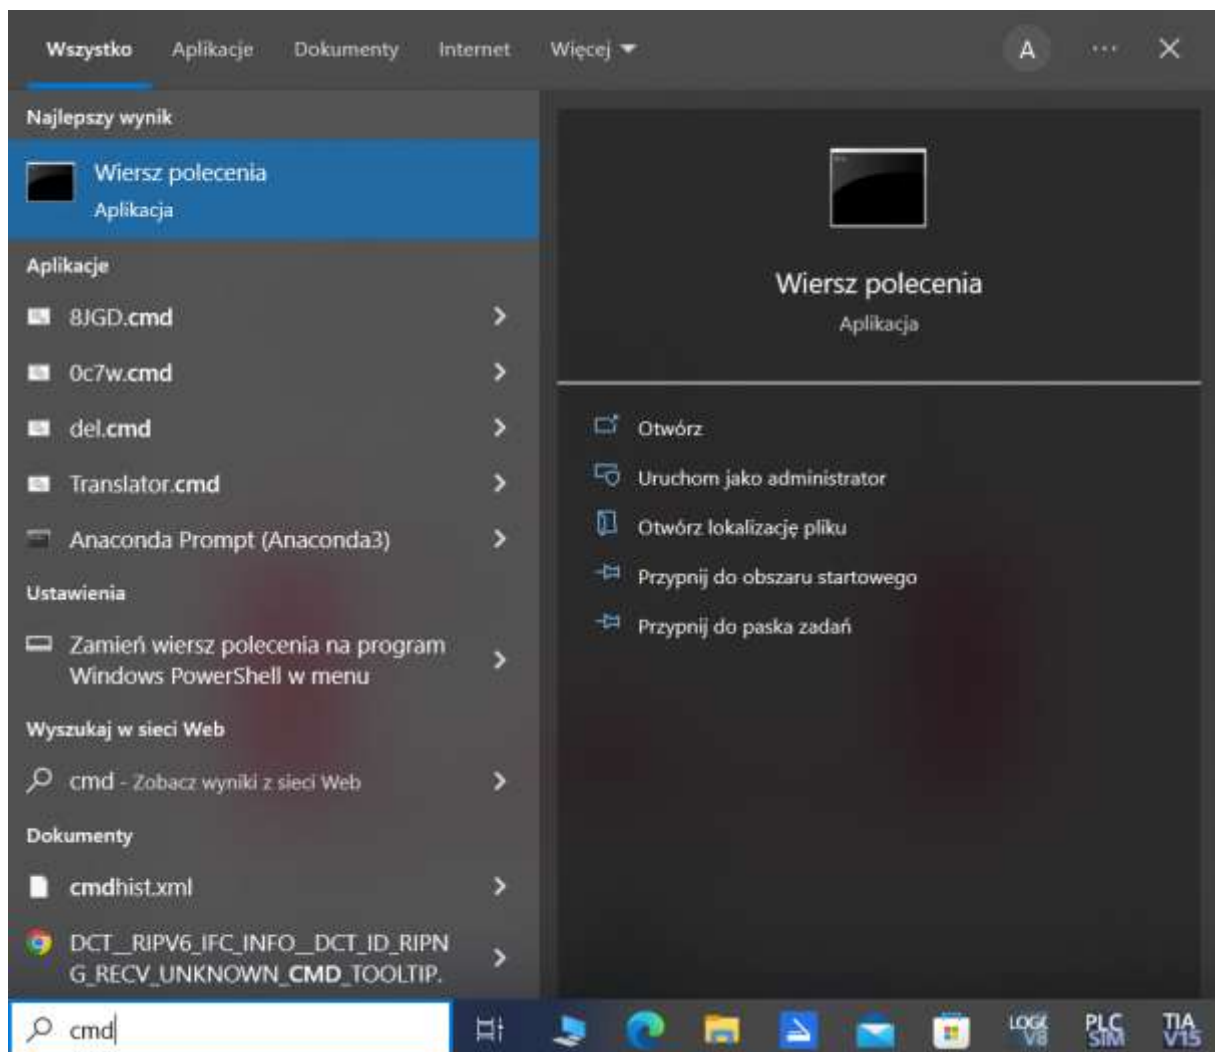 Wszystko Aplikacje Dokumenty Internet Więcej A
Najlepszy wynik
Wiersz polecenia
Aplikacja
Aplikacje
8JGD.cmd
0c7w.cmd
del.cmd
Translator.cmd
Anaconda Prompt (Anaconda3)
Ustawienia
Zamień wiersz polecenia na program
Windows PowerShell w menu
Wyszukaj w sieci Web
cmd - Zobacz wyniki z sieci Web
Dokumenty
cmdhist.xml
DCT__RIPV6_IFC_INFO__DCT_ID_RIPN
G_RECV_UNKNOWN_CMD_TOOLTIP.
Wiersz polecenia
Aplikacja
Otwórz
Uruchom jako administrator
Otwórz lokalizację pliku
Przypnij do obszaru startowego
Przypnij do paska zadań
cmd
V8
PLC
SIM
TIA
V15